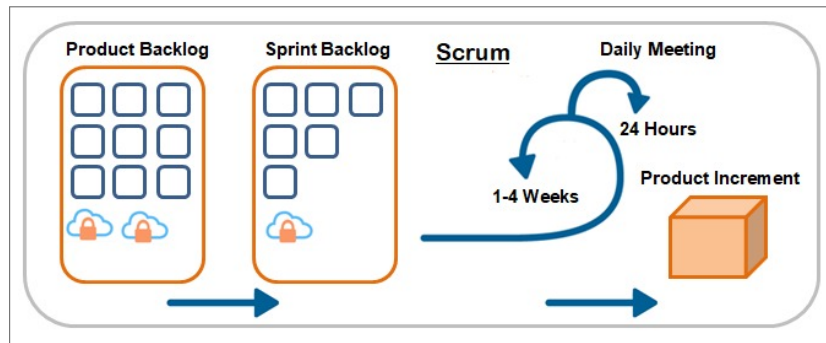 Product Backlog
Sprint Backlog
Scrum
Daily Meeting
24 Hours
1-4 Weeks
Product Increment